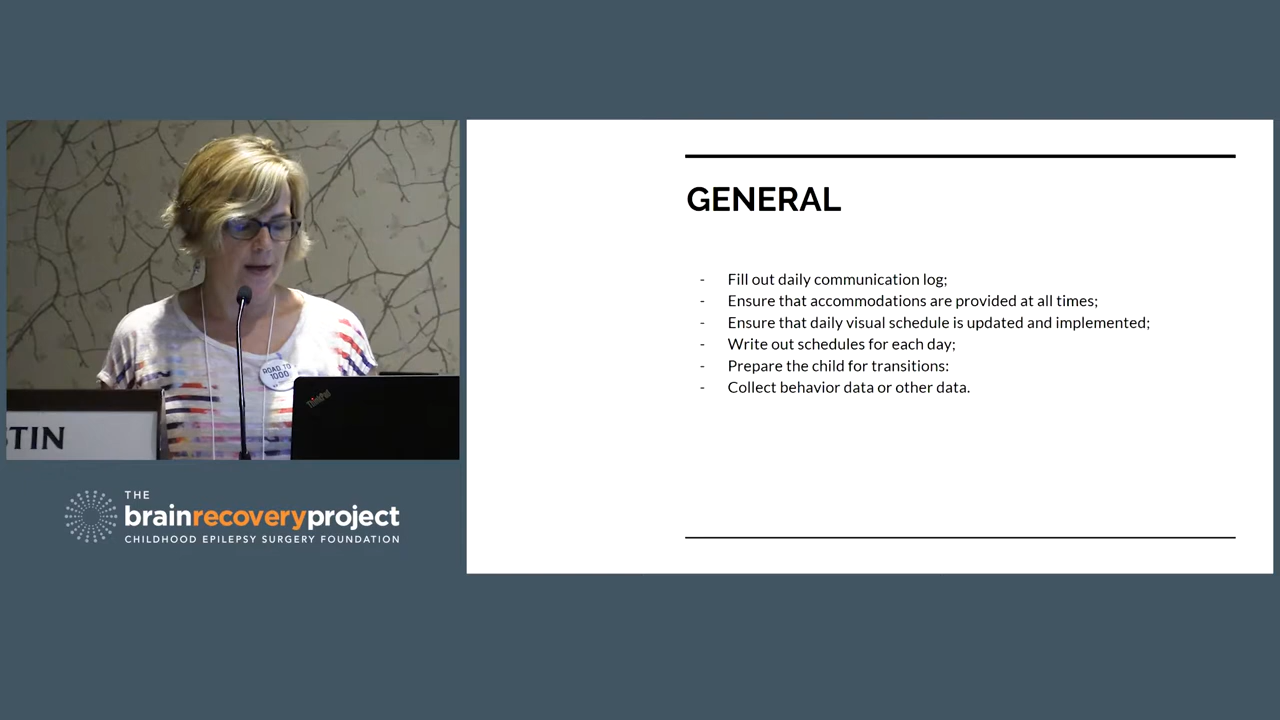 STIN
ROAD TO
1000
ThinkPad
THE
brainrecoveryproject
CHILDHOOD EPILEPSY SURGERY FOUNDATION
GENERAL
- Fill out daily communication log;
- Ensure that accommodations are provided at all times;
- Ensure that daily visual schedule is updated and implemented;
- Write out schedules for each day;
- Prepare the child for transitions:
- Collect behavior data or other data.